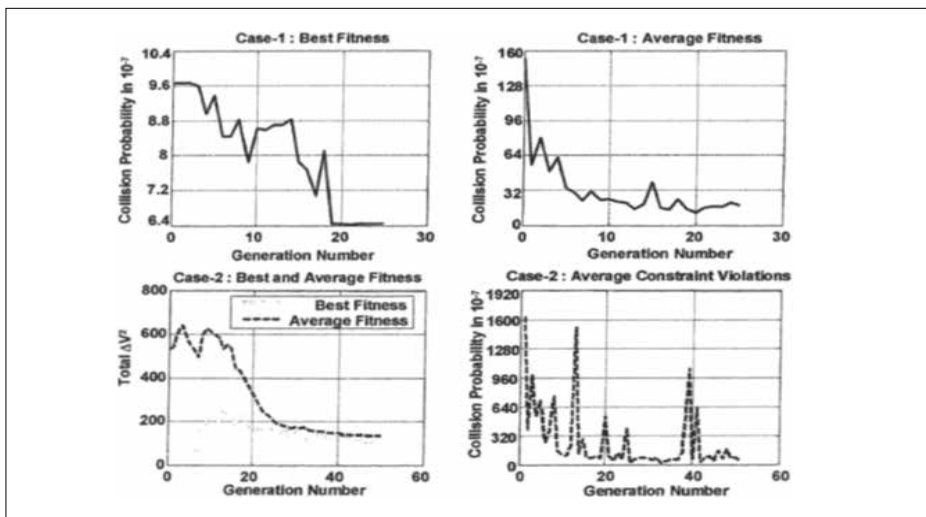 Case-1 : Best Fitness
Collision Probability in 10⁻⁷
10.4
9.6
8.8
8
7.2
6.4
0
10
20
30
Generation Number
Case-1 : Average Fitness
Collision Probability in 10⁻⁷
160
128
96
64
32
0
0
10
20
30
Generation Number
Case-2 : Best and Average Fitness
Total ΔV²
800
600
400
200
0
Best Fitness
Average Fitness
0
20
40
60
Generation Number
Case-2 : Average Constraint Violations
Collision Probability in 10⁻⁷
1920
1600
1280
960
640
320
0
0
20
40
60
Generation Number